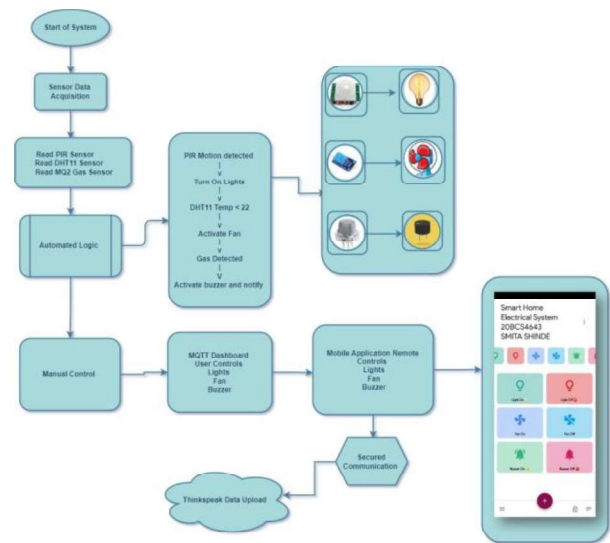 Start of System
Sensor Data
Acquisition
Read PIR Sensor
Read DHT11 Sensor
Read MQ2 Gas Sensor
Automated Logic
PIR Motion detected
|
v
Turn On Lights
|
v
DHT11 Temp < 22
|
v
Activate Fan
|
v
Gas Detected
|
V
Activate buzzer and notify
Manual Control
MQTT Dashboard
User Controls
Lights
Fan
Buzzer
Mobile Application Remote
Controls
Lights
Fan
Buzzer
Secured
Communication
Thinkspeak Data Upload
Smart Home
Electrical System
20BCS4643
SMITA SHINDE
Light On
Light Off
Fan On
Fan Off
Buzzer On
Buzzer Off